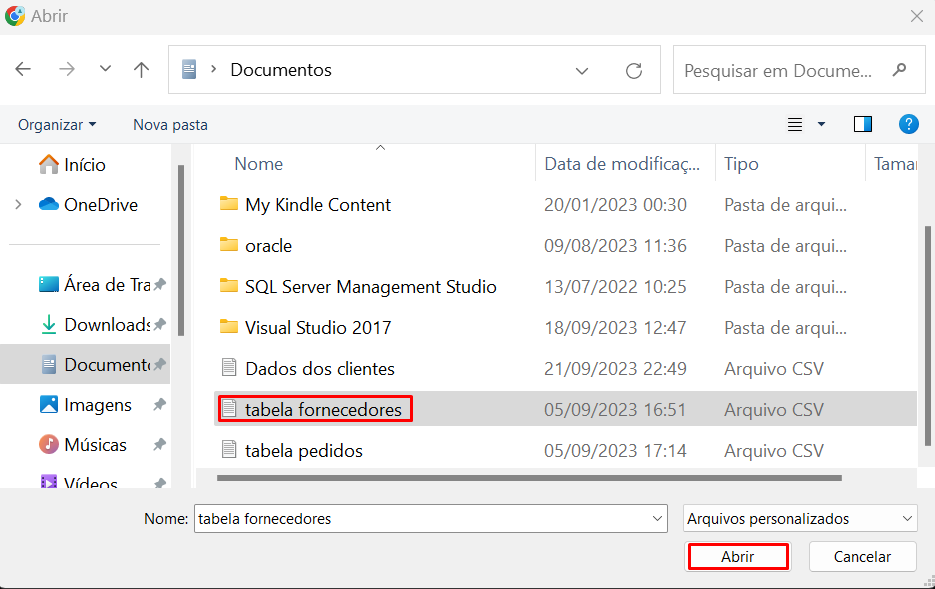 Abrir
Documentos
Pesquisar em Docume...
Organizar
Nova pasta
?
Início
OneDrive
Área de Tra
Downloads
Documento
Imagens
Músicas
Vídeos
Nome Data de modificaç... Tipo Tamar
My Kindle Content 20/01/2023 00:30 Pasta de arqui...
oracle 09/08/2023 11:36 Pasta de arqui...
SQL Server Management Studio 13/07/2022 10:25 Pasta de arqui...
Visual Studio 2017 18/09/2023 12:47 Pasta de arqui...
Dados dos clientes 21/09/2023 22:49 Arquivo CSV
tabela fornecedores 05/09/2023 16:51 Arquivo CSV
tabela pedidos 05/09/2023 17:14 Arquivo CSV
Nome: tabela fornecedores Arquivos personalizados
Abrir Cancelar